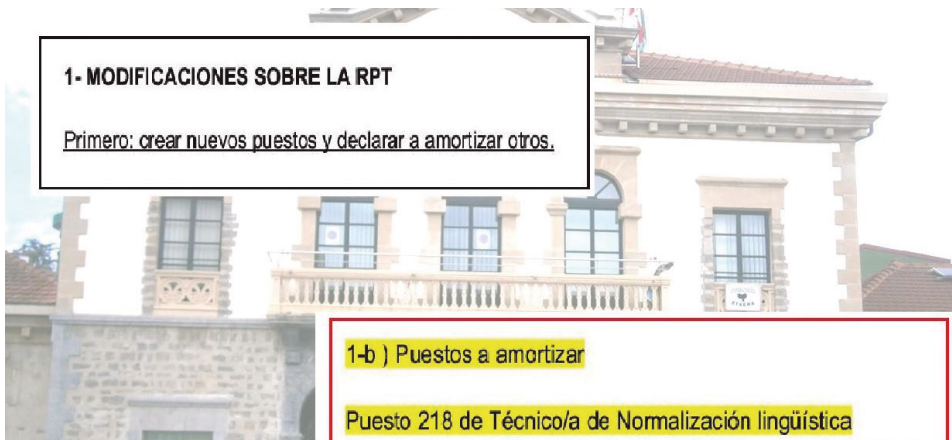 1- MODIFICACIONES SOBRE LA RPT
Primero: crear nuevos puestos y declarar a amortizar otros.
1-b ) Puestos a amortizar
Puesto 218 de Técnico/a de Normalización lingüística